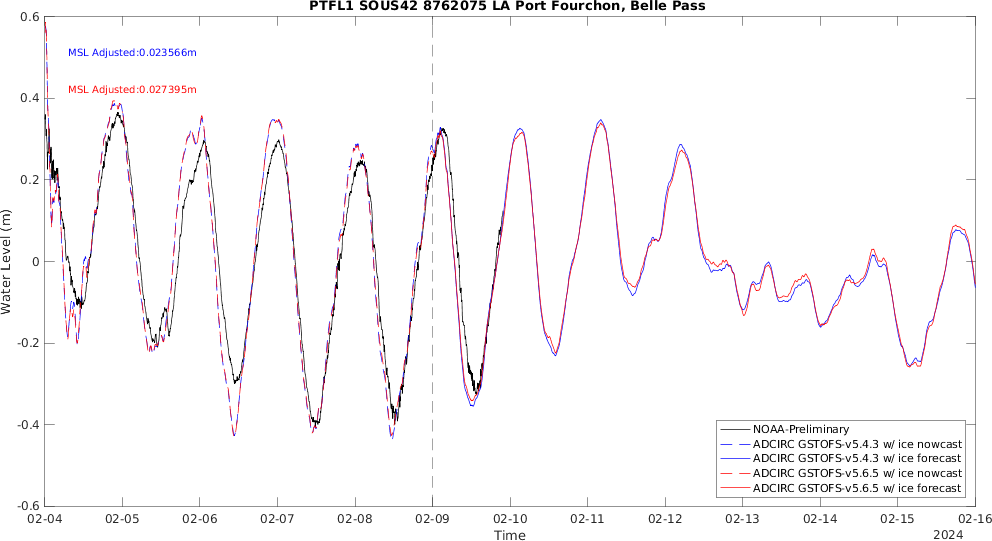 PTFL1 SOUS42 8762075 LA Port Fourchon, Belle Pass
0.6
MSL Adjusted:0.023566m
0.4
MSL Adjusted:0.027395m
0.2
0
-0.2
-0.4
-0.6
Water Level (m)
NOAA-Preliminary
ADCIRC GSTOFS-v5.4.3 w/ ice nowcast
ADCIRC GSTOFS-v5.4.3 w/ ice forecast
ADCIRC GSTOFS-v5.6.5 w/ ice nowcast
ADCIRC GSTOFS-v5.6.5 w/ ice forecast
02-04 02-05 02-06 02-07 02-08 02-09 02-10 02-11 02-12 02-13 02-14 02-15 02-16
Time
2024